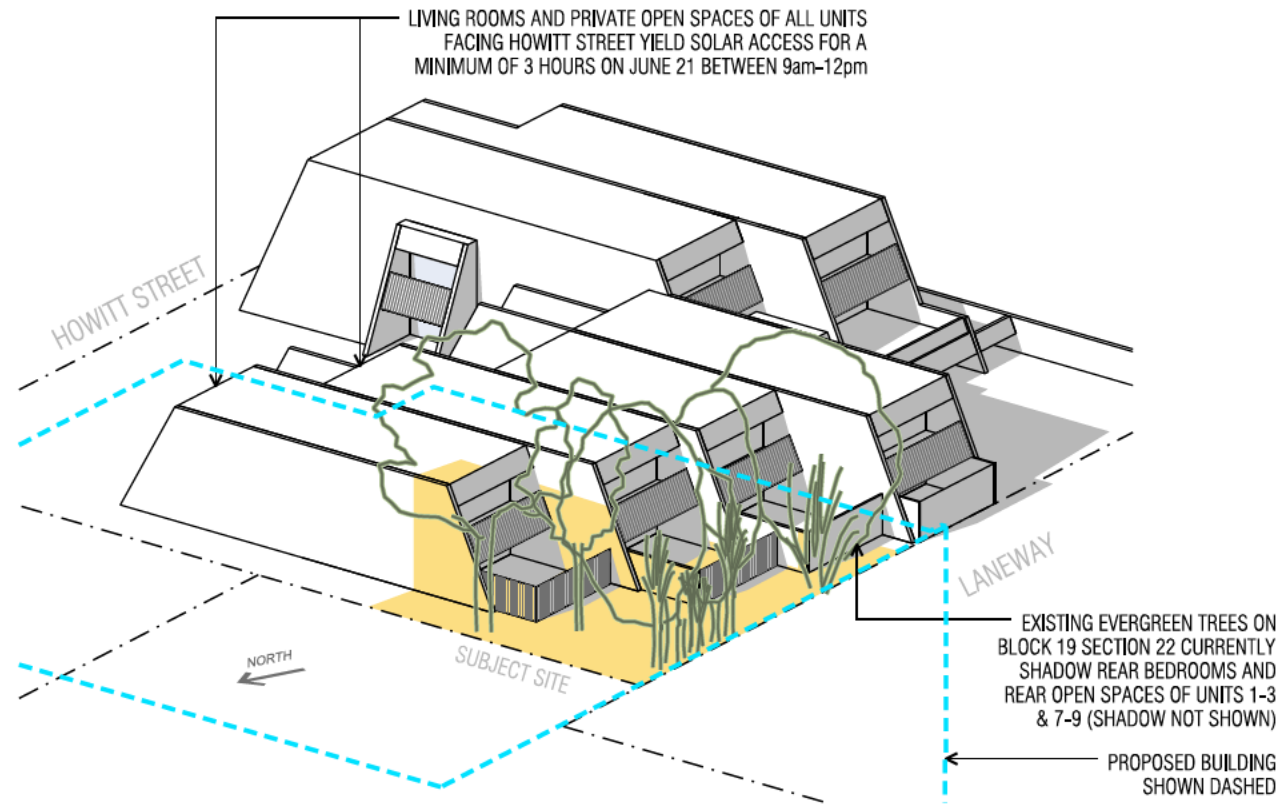 LIVING ROOMS AND PRIVATE OPEN SPACES OF ALL UNITS
FACING HOWITT STREET YIELD SOLAR ACCESS FOR A
MINIMUM OF 3 HOURS ON JUNE 21 BETWEEN 9am–12pm
HOWITT STREET
LANEWAY
EXISTING EVERGREEN TREES ON
BLOCK 19 SECTION 22 CURRENTLY
SHADOW REAR BEDROOMS AND
REAR OPEN SPACES OF UNITS 1-3
& 7-9 (SHADOW NOT SHOWN)
NORTH
SUBJECT SITE
PROPOSED BUILDING
SHOWN DASHED